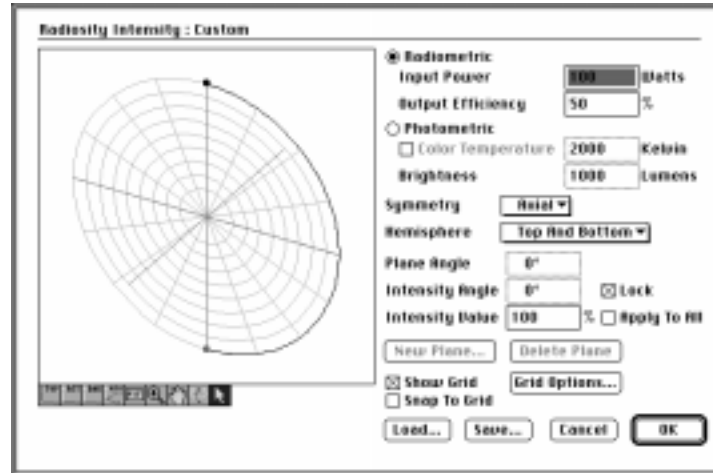 Radiosity Intensity : Custom
Radiometric
Input Power 100 Watts
Output Efficiency 50 %
Photometric
Color Temperature 2000 Kelvin
Brightness 1000 Lumens
Symmetry Axial
Hemisphere Top And Bottom
Plane Angle 0°
Intensity Angle 0° Lock
Intensity Value 100 % Apply To All
New Plane... Delete Plane
Show Grid Grid Options...
Snap To Grid
Load... Save... Cancel OK